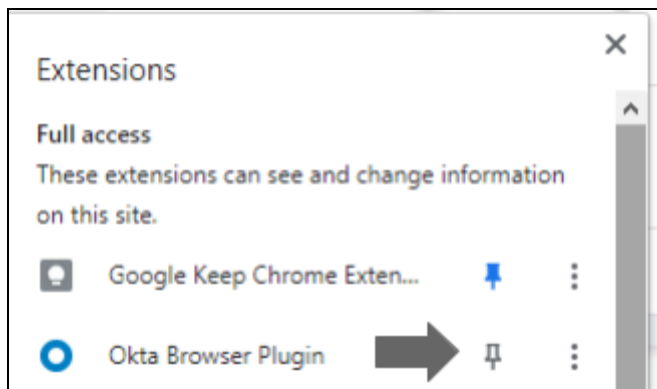 Extensions
Full access
These extensions can see and change information
on this site.
Google Keep Chrome Exten...
Okta Browser Plugin